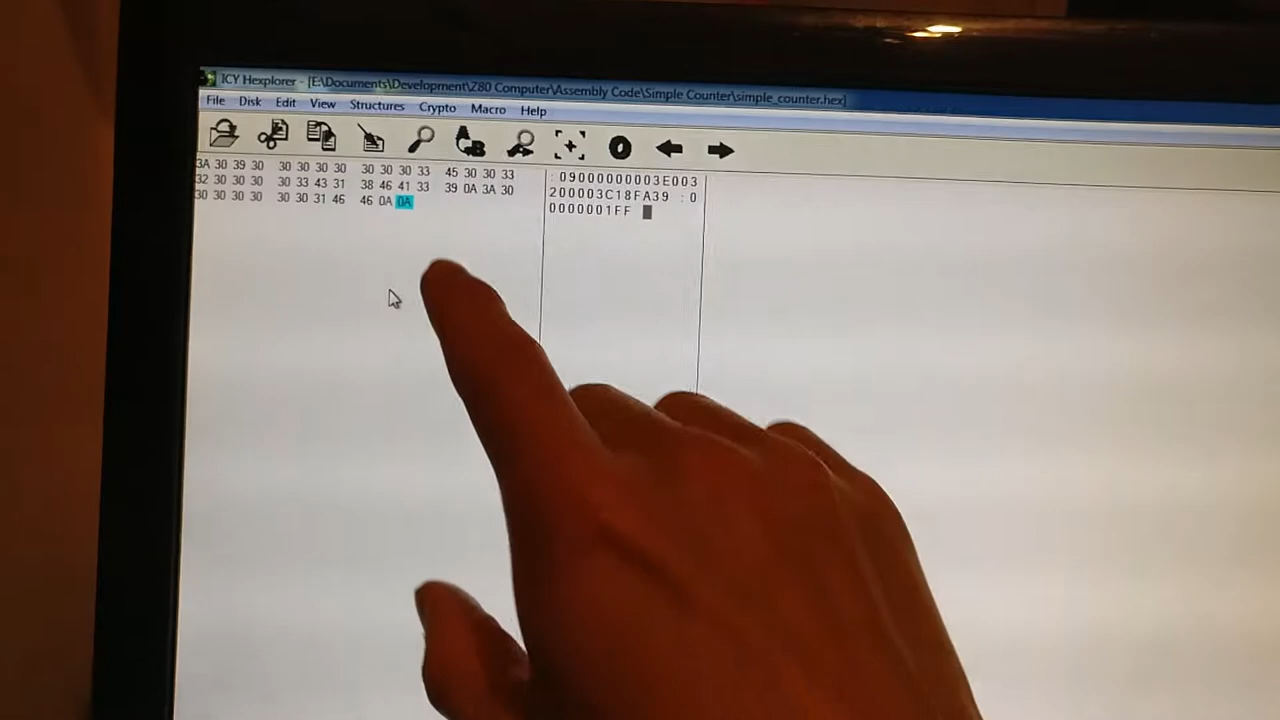 ICY Hexplorer - [E:\Documents\Development\Z80 Computer\Assembly Code\Simple Counter\simple_counter.hex]
File Disk Edit View Structures Crypto Macro Help
3A 30 39 30 30 30 30 30 30 30 30 33 45 30 30 33 :09000000003E003
32 30 30 30 30 33 43 31 38 46 41 33 39 0A 3A 30 200003C18FA39 :0
30 30 30 30 30 30 31 46 46 0A 0A 0000001FF